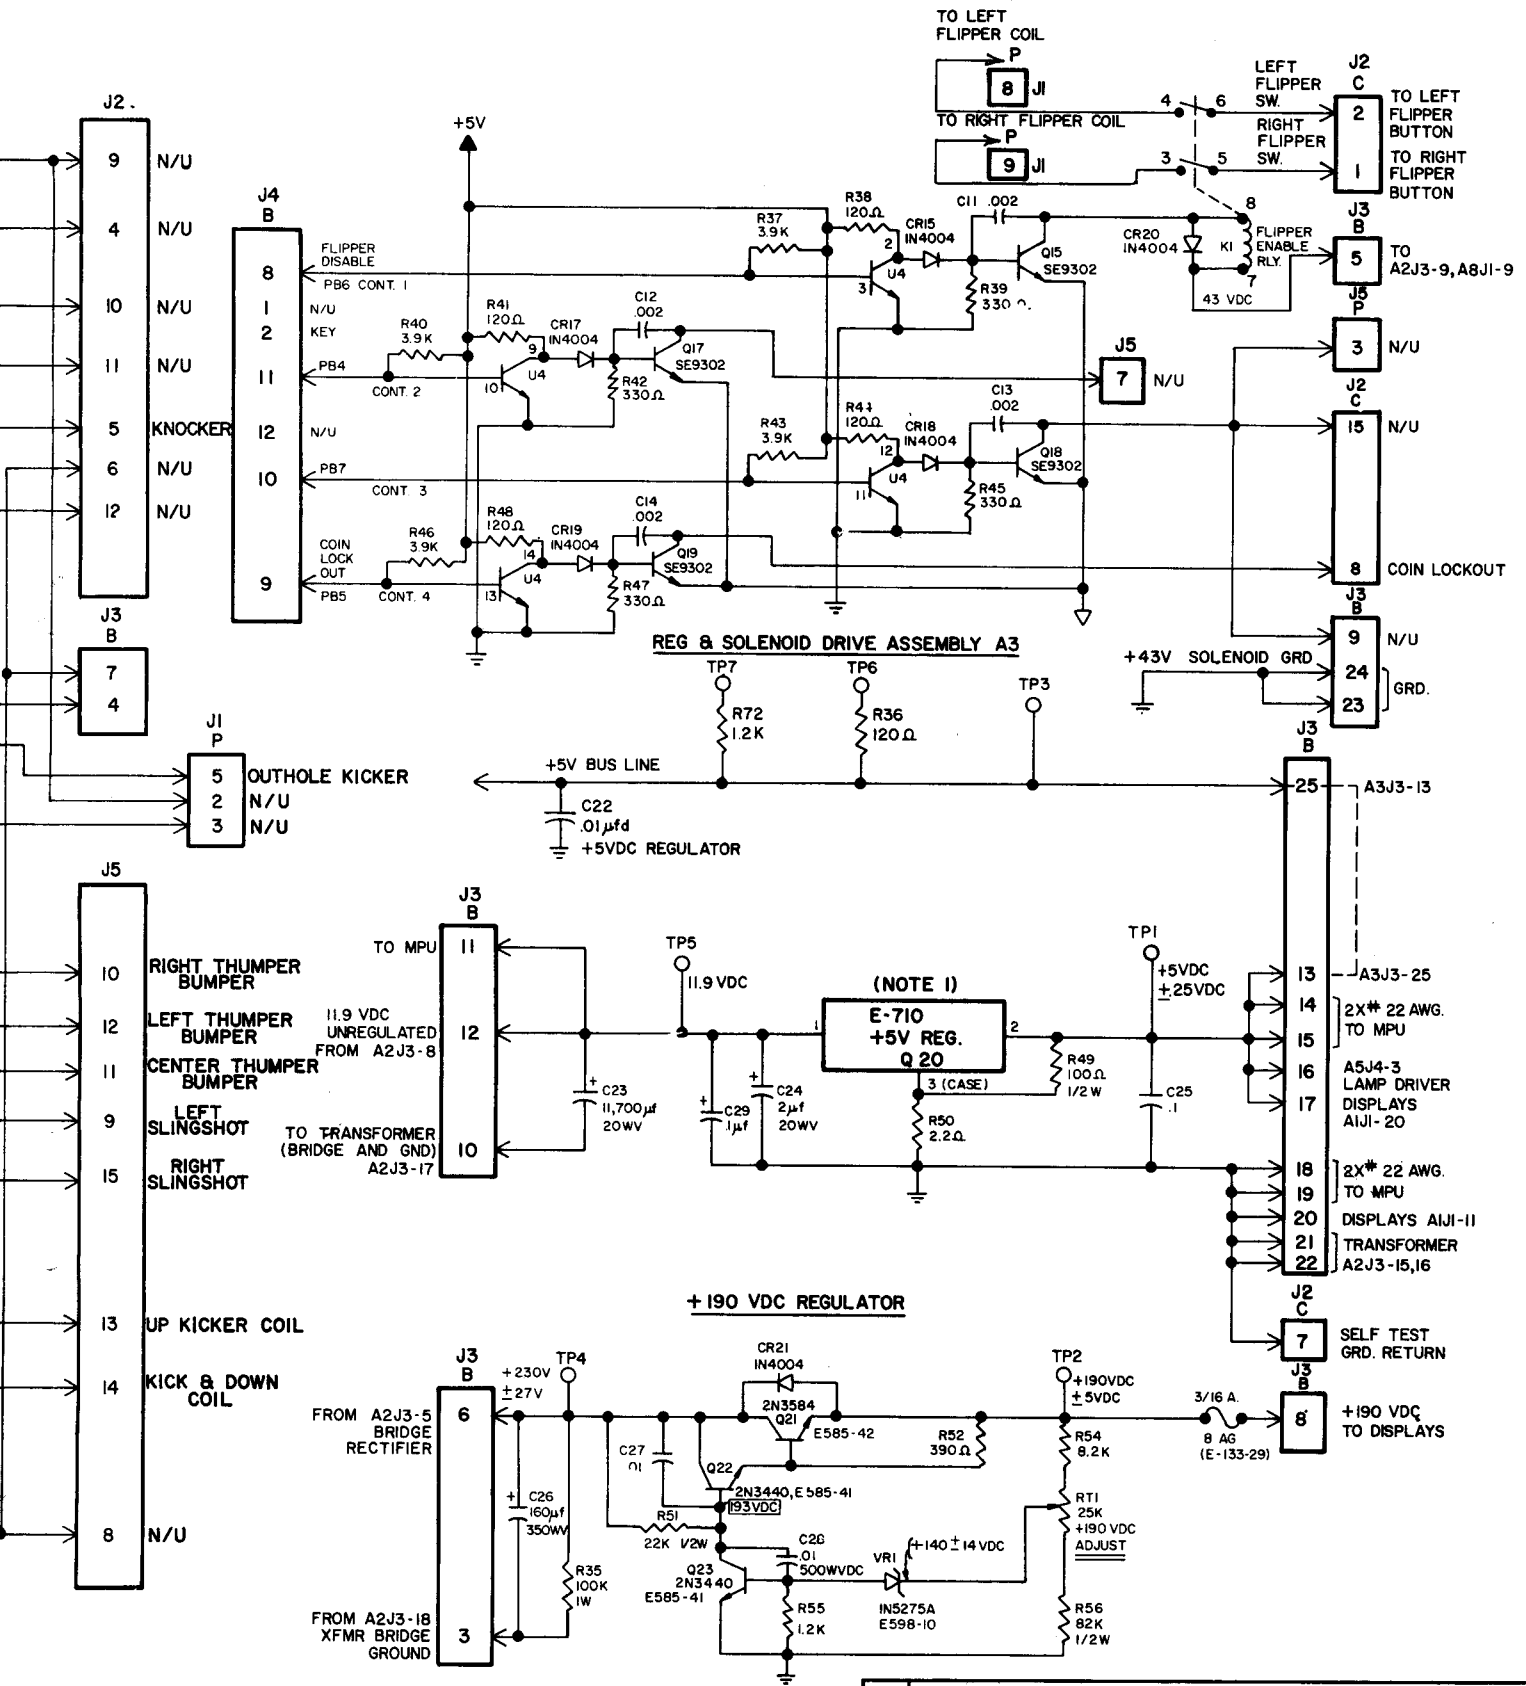 TO LEFT
FLIPPER COIL
P
8 J1
TO RIGHT FLIPPER COIL
P
9 J1
4 6
LEFT
FLIPPER
SW.
3 5
RIGHT
FLIPPER
SW.
J2
C
2
TO LEFT
FLIPPER
BUTTON
1
TO RIGHT
FLIPPER
BUTTON
J2.
9 N/U
4 N/U
10 N/U
11 N/U
5 KNOCKER
6 N/U
12 N/U
J3
B
7
4
J4
B
8
FLIPPER
DISABLE
PB6 CONT. 1
1 N/U
2 KEY
11 PB4
CONT. 2
12 N/U
10 PB7
CONT. 3
COIN
LOCK
OUT
9
PB5 CONT. 4
+5V
R40
3.9K
R41
120Ω
9
CR17
IN4004
10
U4
C12
.002
Q17
SE9302
R42
330Ω
R37
3.9K
R38
120Ω
2
CR15
IN4004
3
U4
C11 .002
Q15
SE9302
R39
330 Ω.
8
CR20
IN4004
K1
FLIPPER
ENABLE
RLY.
7
43 VDC
J3
B
5
TO
A2J3-9,A8J1-9
J5
P
3 N/U
J5
7 N/U
R43
3.9K
R44
120Ω
12
CR18
IN4004
11
U4
C13
.002
Q18
SE9302
R45
330Ω
J2
C
15 N/U
8 COIN LOCKOUT
R46
3.9K
R48
120Ω
14
CR19
IN4004
13
U4
C14
.002
Q19
SE9302
R47
330Ω
J3
B
9 N/U
+43V SOLENOID GRD
24
23
GRD.
REG & SOLENOID DRIVE ASSEMBLY A3
TP7
R72
1.2K
TP6
R36
120Ω
TP3
+5V BUS LINE
C22
.01µfd
+5VDC REGULATOR
J1
P
5 OUTHOLE KICKER
2 N/U
3 N/U
J3
B
25 A3J3-13
13 A3J3-25
14
15
2X# 22 AWG.
TO MPU
16 A5J4-3
LAMP DRIVER
17 DISPLAYS
A1J1-20
18
19
2X# 22 AWG.
TO MPU
20 DISPLAYS A1J1-11
21
22
TRANSFORMER
A2J3-15,16
J5
10 RIGHT THUMPER
BUMPER
12 LEFT THUMPER
BUMPER
11 CENTER THUMPER
BUMPER
9 LEFT
SLINGSHOT
15 RIGHT
SLINGSHOT
13 UP KICKER COIL
14 KICK & DOWN
COIL
8 N/U
J3
B
TO MPU 11
11.9 VDC
UNREGULATED
FROM A2J3-8
12
TO TRANSFORMER
(BRIDGE AND GND)
A2J3-17
10
+
C23
11,700µf
20WV
TP5
11.9 VDC
+
C29
.1µf
+
C24
2µf
20WV
(NOTE 1)
1
E-710
+5V REG.
Q 20
2
3 (CASE)
R50
2.2Ω
R49
100Ω
1/2W
TP1
+5VDC
±.25VDC
C25
.1
J2
C
7
SELF TEST
GRD. RETURN
+190 VDC REGULATOR
J3
B
FROM A2J3-5
BRIDGE
RECTIFIER
6
+230V
±27V
TP4
FROM A2J3-18
XFMR BRIDGE
GROUND
3
+
C26
160µf
350WV
R35
100K
1W
C27
.01
CR21
IN4004
2N3584
Q21
E585-42
Q22
2N3440,E585-41
193VDC
R51
22K 1/2W
R52
390Ω
C28
.01
500WVDC
Q23
2N3440
E585-41
R55
1.2K
VR1
+140±14VDC
IN5275A
E598-10
TP2
+190VDC
±5VDC
R54
8.2K
RT1
25K
+190 VDC
ADJUST
R56
82K
1/2W
3/16 A.
8 AG
(E-133-29)
J3
B
8
+190 VDC
TO DISPLAYS